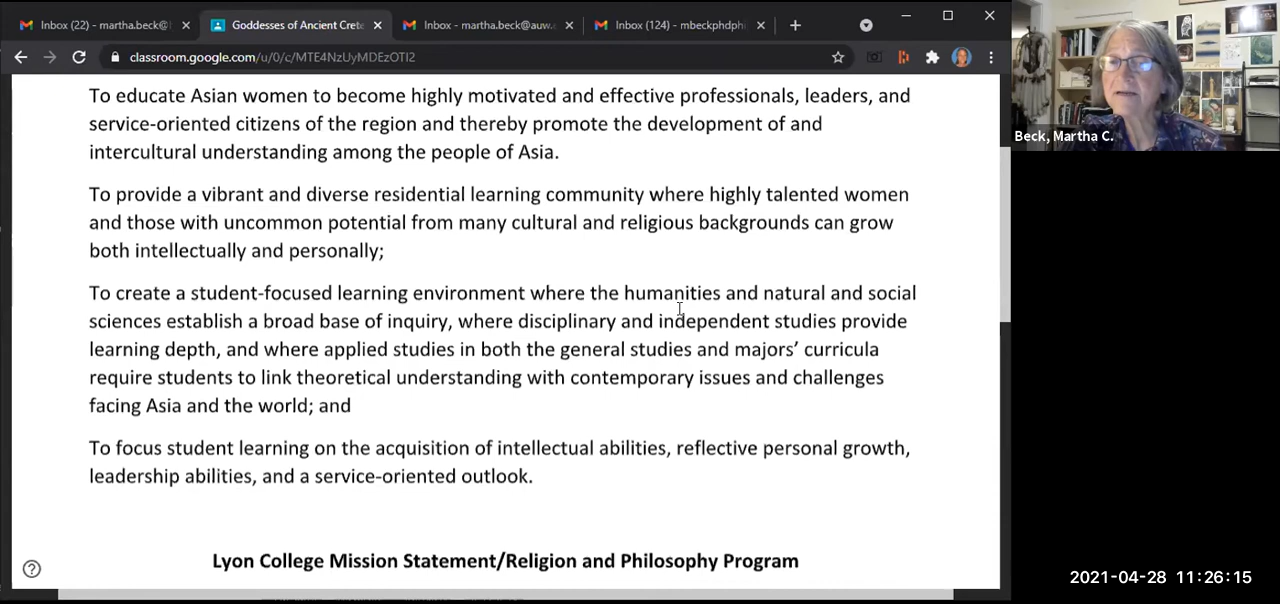 Inbox (22) - martha.beck@
Goddesses of Ancient Crete
Inbox - martha.beck@auw.
Inbox (124) - mbeckphdphi
classroom.google.com/u/0/c/MTE4NzUyMDEzOTI2
To educate Asian women to become highly motivated and effective professionals, leaders, and
service-oriented citizens of the region and thereby promote the development of and
intercultural understanding among the people of Asia.
To provide a vibrant and diverse residential learning community where highly talented women
and those with uncommon potential from many cultural and religious backgrounds can grow
both intellectually and personally;
To create a student-focused learning environment where the humanities and natural and social
sciences establish a broad base of inquiry, where disciplinary and independent studies provide
learning depth, and where applied studies in both the general studies and majors’ curricula
require students to link theoretical understanding with contemporary issues and challenges
facing Asia and the world; and
To focus student learning on the acquisition of intellectual abilities, reflective personal growth,
leadership abilities, and a service-oriented outlook.
Lyon College Mission Statement/Religion and Philosophy Program
Beck, Martha C.
2021-04-28 11:26:15